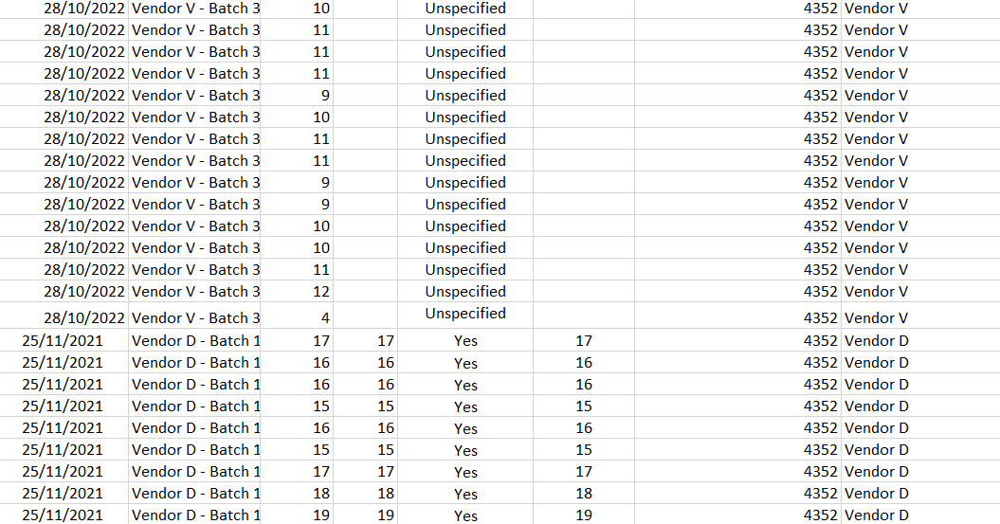 28/10/2022 Vendor V - Batch 3 10 Unspecified 4352 Vendor V
28/10/2022 Vendor V - Batch 3 11 Unspecified 4352 Vendor V
28/10/2022 Vendor V - Batch 3 11 Unspecified 4352 Vendor V
28/10/2022 Vendor V - Batch 3 11 Unspecified 4352 Vendor V
28/10/2022 Vendor V - Batch 3 9 Unspecified 4352 Vendor V
28/10/2022 Vendor V - Batch 3 10 Unspecified 4352 Vendor V
28/10/2022 Vendor V - Batch 3 11 Unspecified 4352 Vendor V
28/10/2022 Vendor V - Batch 3 11 Unspecified 4352 Vendor V
28/10/2022 Vendor V - Batch 3 9 Unspecified 4352 Vendor V
28/10/2022 Vendor V - Batch 3 9 Unspecified 4352 Vendor V
28/10/2022 Vendor V - Batch 3 10 Unspecified 4352 Vendor V
28/10/2022 Vendor V - Batch 3 10 Unspecified 4352 Vendor V
28/10/2022 Vendor V - Batch 3 11 Unspecified 4352 Vendor V
28/10/2022 Vendor V - Batch 3 12 Unspecified 4352 Vendor V
28/10/2022 Vendor V - Batch 3 4 Unspecified 4352 Vendor V
25/11/2021 Vendor D - Batch 1 17 17 Yes 17 4352 Vendor D
25/11/2021 Vendor D - Batch 1 16 16 Yes 16 4352 Vendor D
25/11/2021 Vendor D - Batch 1 16 16 Yes 16 4352 Vendor D
25/11/2021 Vendor D - Batch 1 15 15 Yes 15 4352 Vendor D
25/11/2021 Vendor D - Batch 1 16 16 Yes 16 4352 Vendor D
25/11/2021 Vendor D - Batch 1 15 15 Yes 15 4352 Vendor D
25/11/2021 Vendor D - Batch 1 17 17 Yes 17 4352 Vendor D
25/11/2021 Vendor D - Batch 1 18 18 Yes 18 4352 Vendor D
25/11/2021 Vendor D - Batch 1 19 19 Yes 19 4352 Vendor D